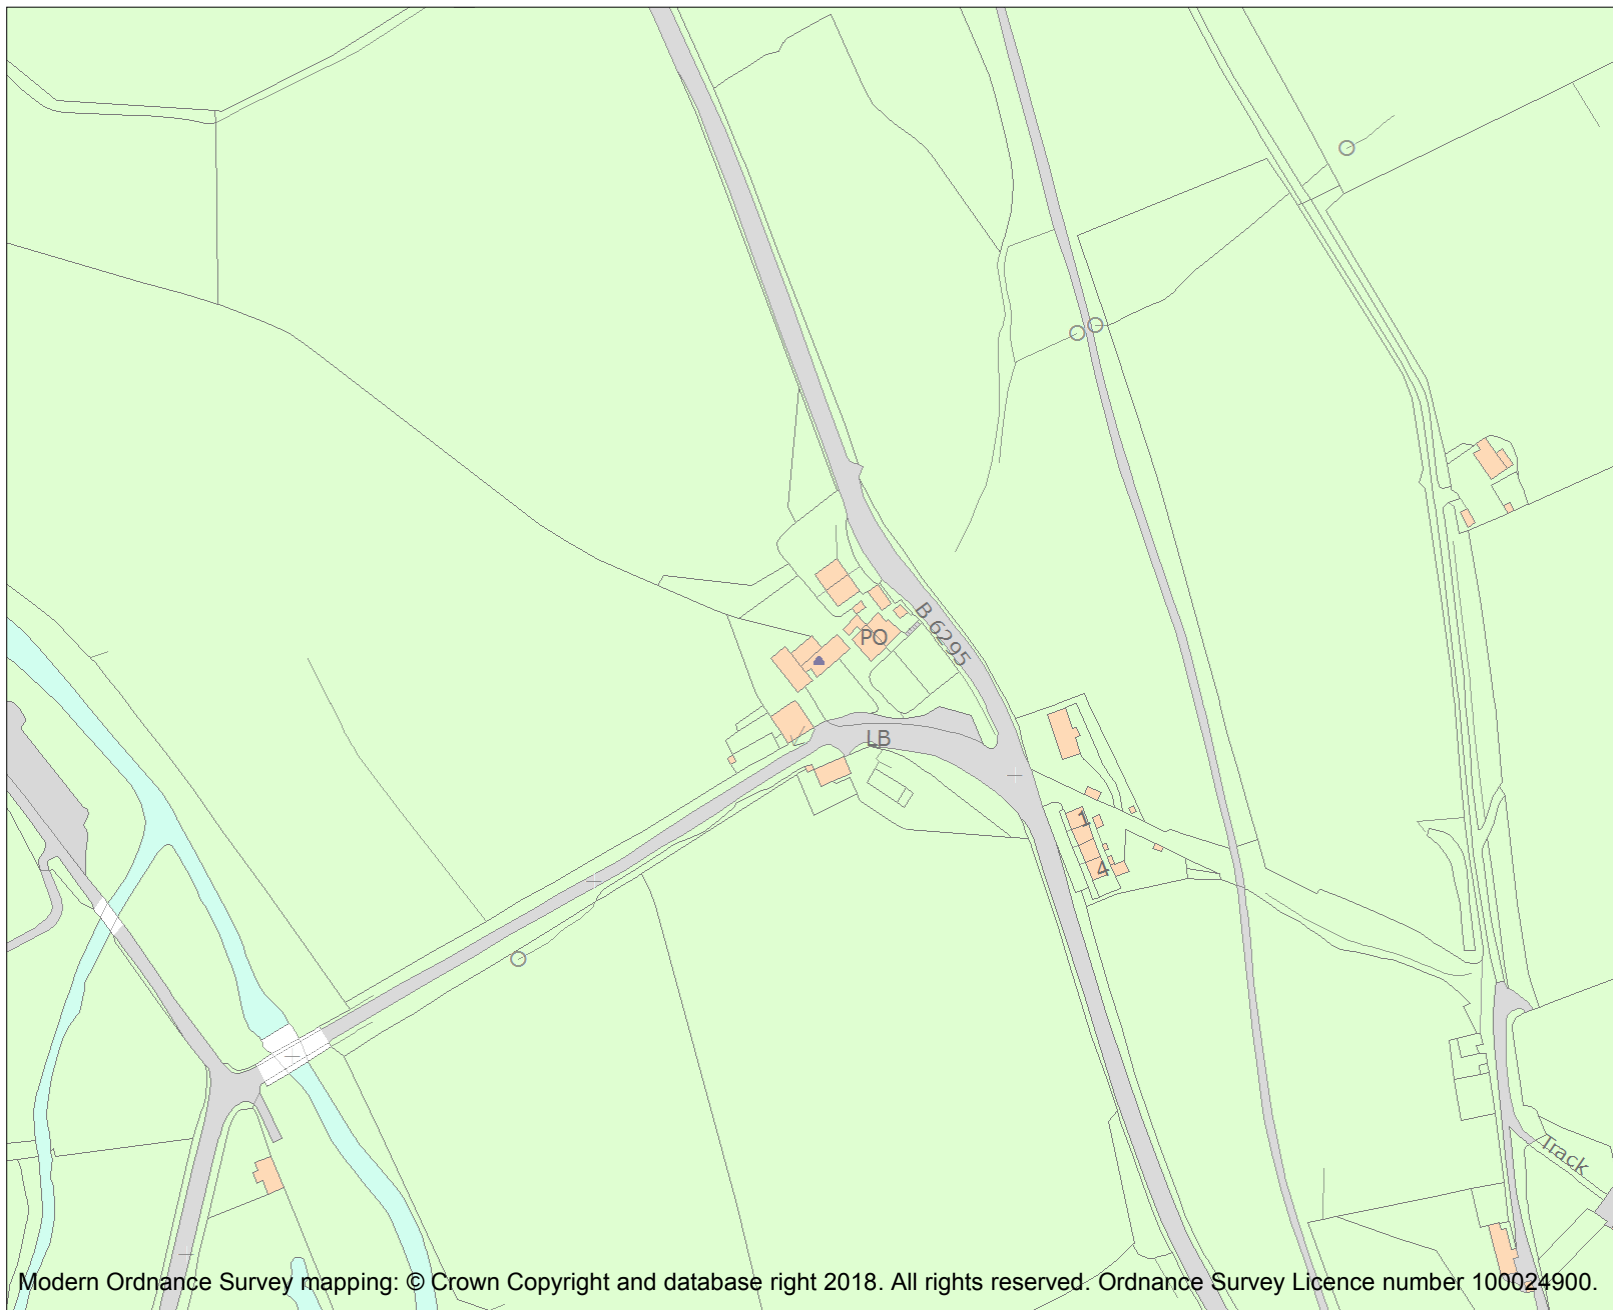 PO
B 6295
LB
1
4
Track
Modern Ordnance Survey mapping: © Crown Copyright and database right 2018. All rights reserved. Ordnance Survey Licence number 100024900.